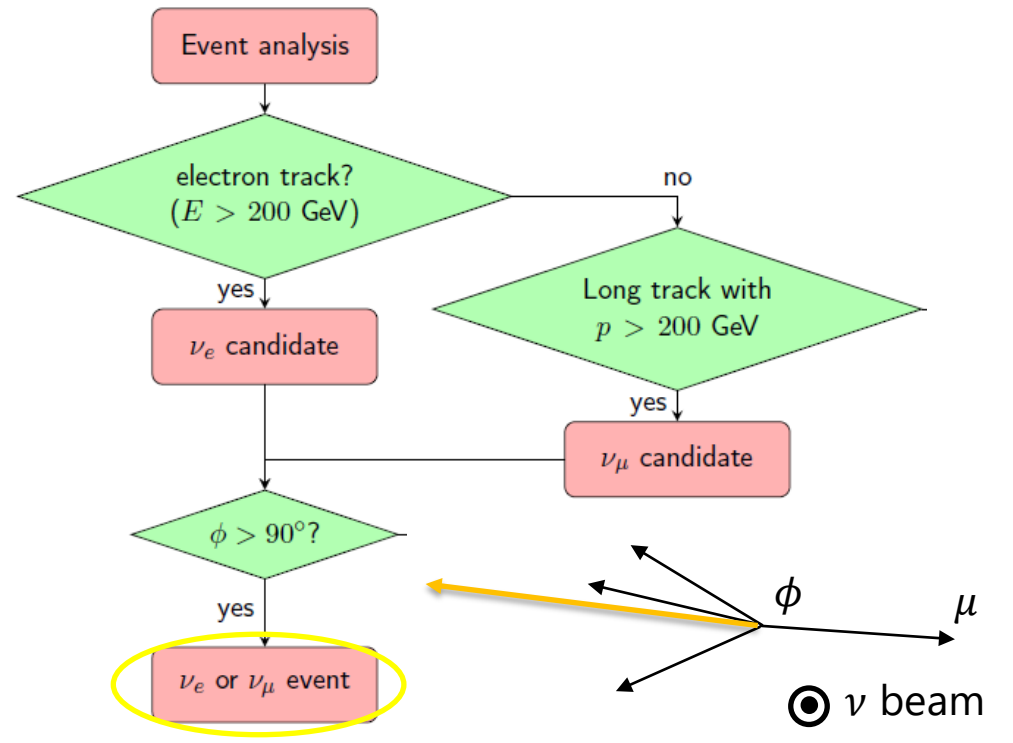 Event analysis
electron track?
(E > 200 GeV)
no
yes
Long track with
p > 200 GeV
ν_e candidate
yes
ν_μ candidate
ϕ > 90°?
yes
ϕ
μ
ν_e or ν_μ event
ν beam